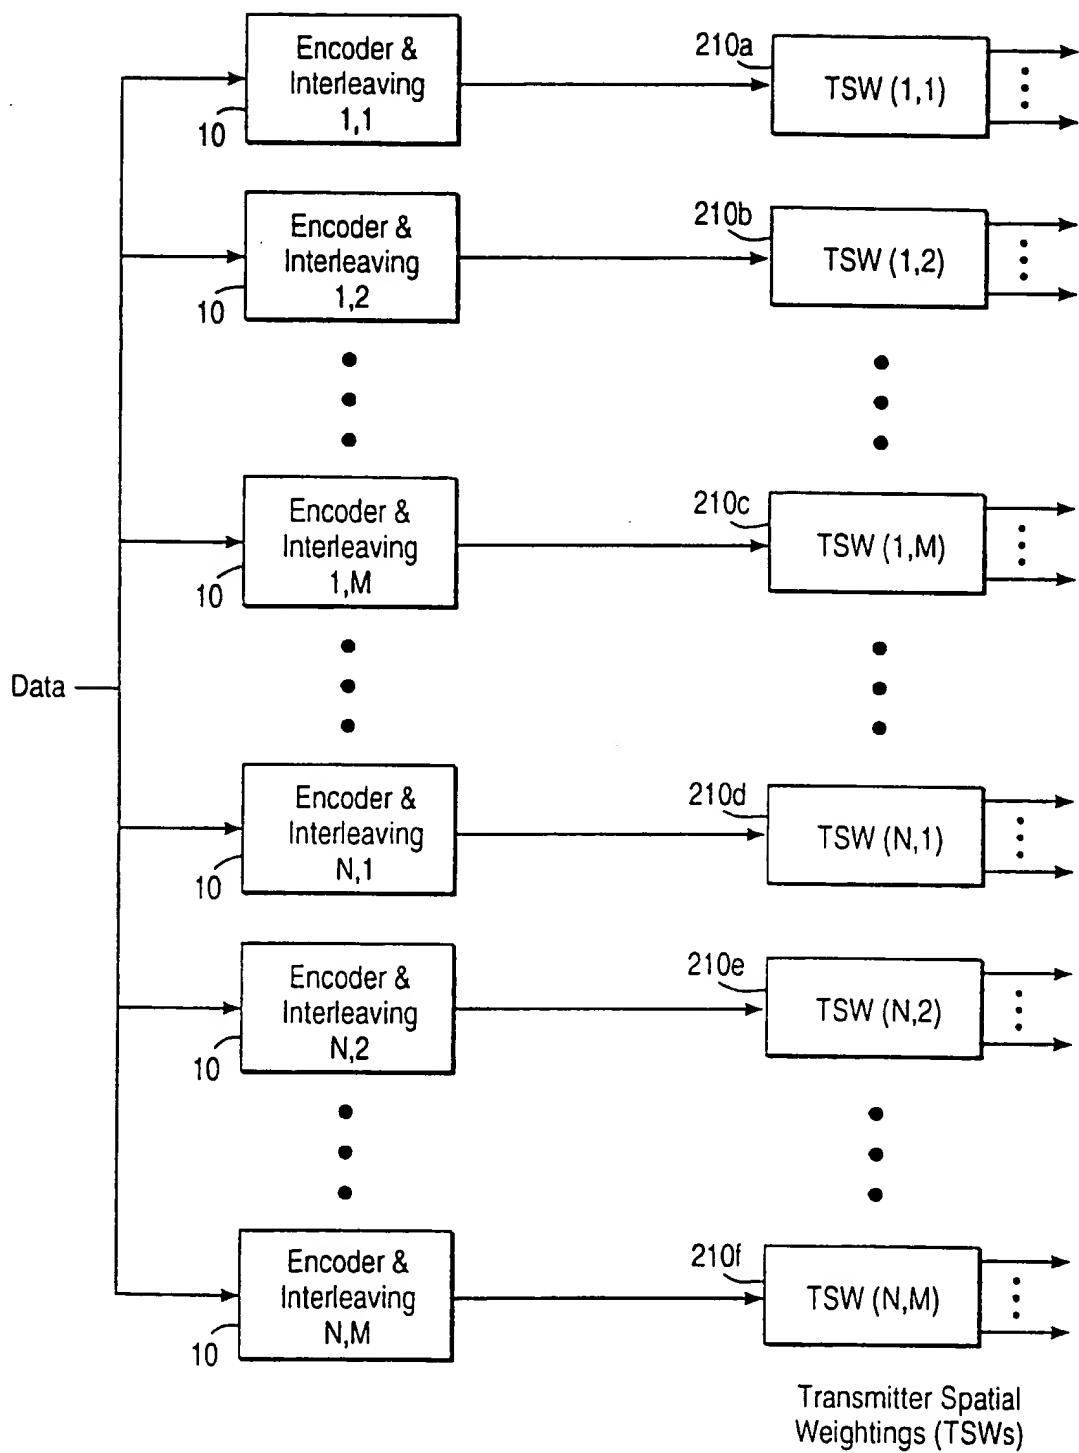 Encoder &
Interleaving
1,1
10
210a
TSW (1,1)
Encoder &
Interleaving
1,2
10
210b
TSW (1,2)
Encoder &
Interleaving
1,M
10
210c
TSW (1,M)
Data
Encoder &
Interleaving
N,1
10
210d
TSW (N,1)
Encoder &
Interleaving
N,2
10
210e
TSW (N,2)
Encoder &
Interleaving
N,M
10
210f
TSW (N,M)
Transmitter Spatial
Weightings (TSWs)